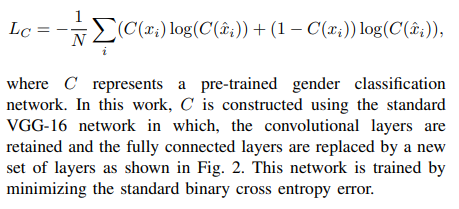 L_C = -\frac{1}{N} \sum_i (C(x_i) \log(C(\hat{x}_i)) + (1 - C(x_i)) \log(C(\hat{x}_i)),
where C represents a pre-trained gender classification
network. In this work, C is constructed using the standard
VGG-16 network in which, the convolutional layers are
retained and the fully connected layers are replaced by a new
set of layers as shown in Fig. 2. This network is trained by
minimizing the standard binary cross entropy error.